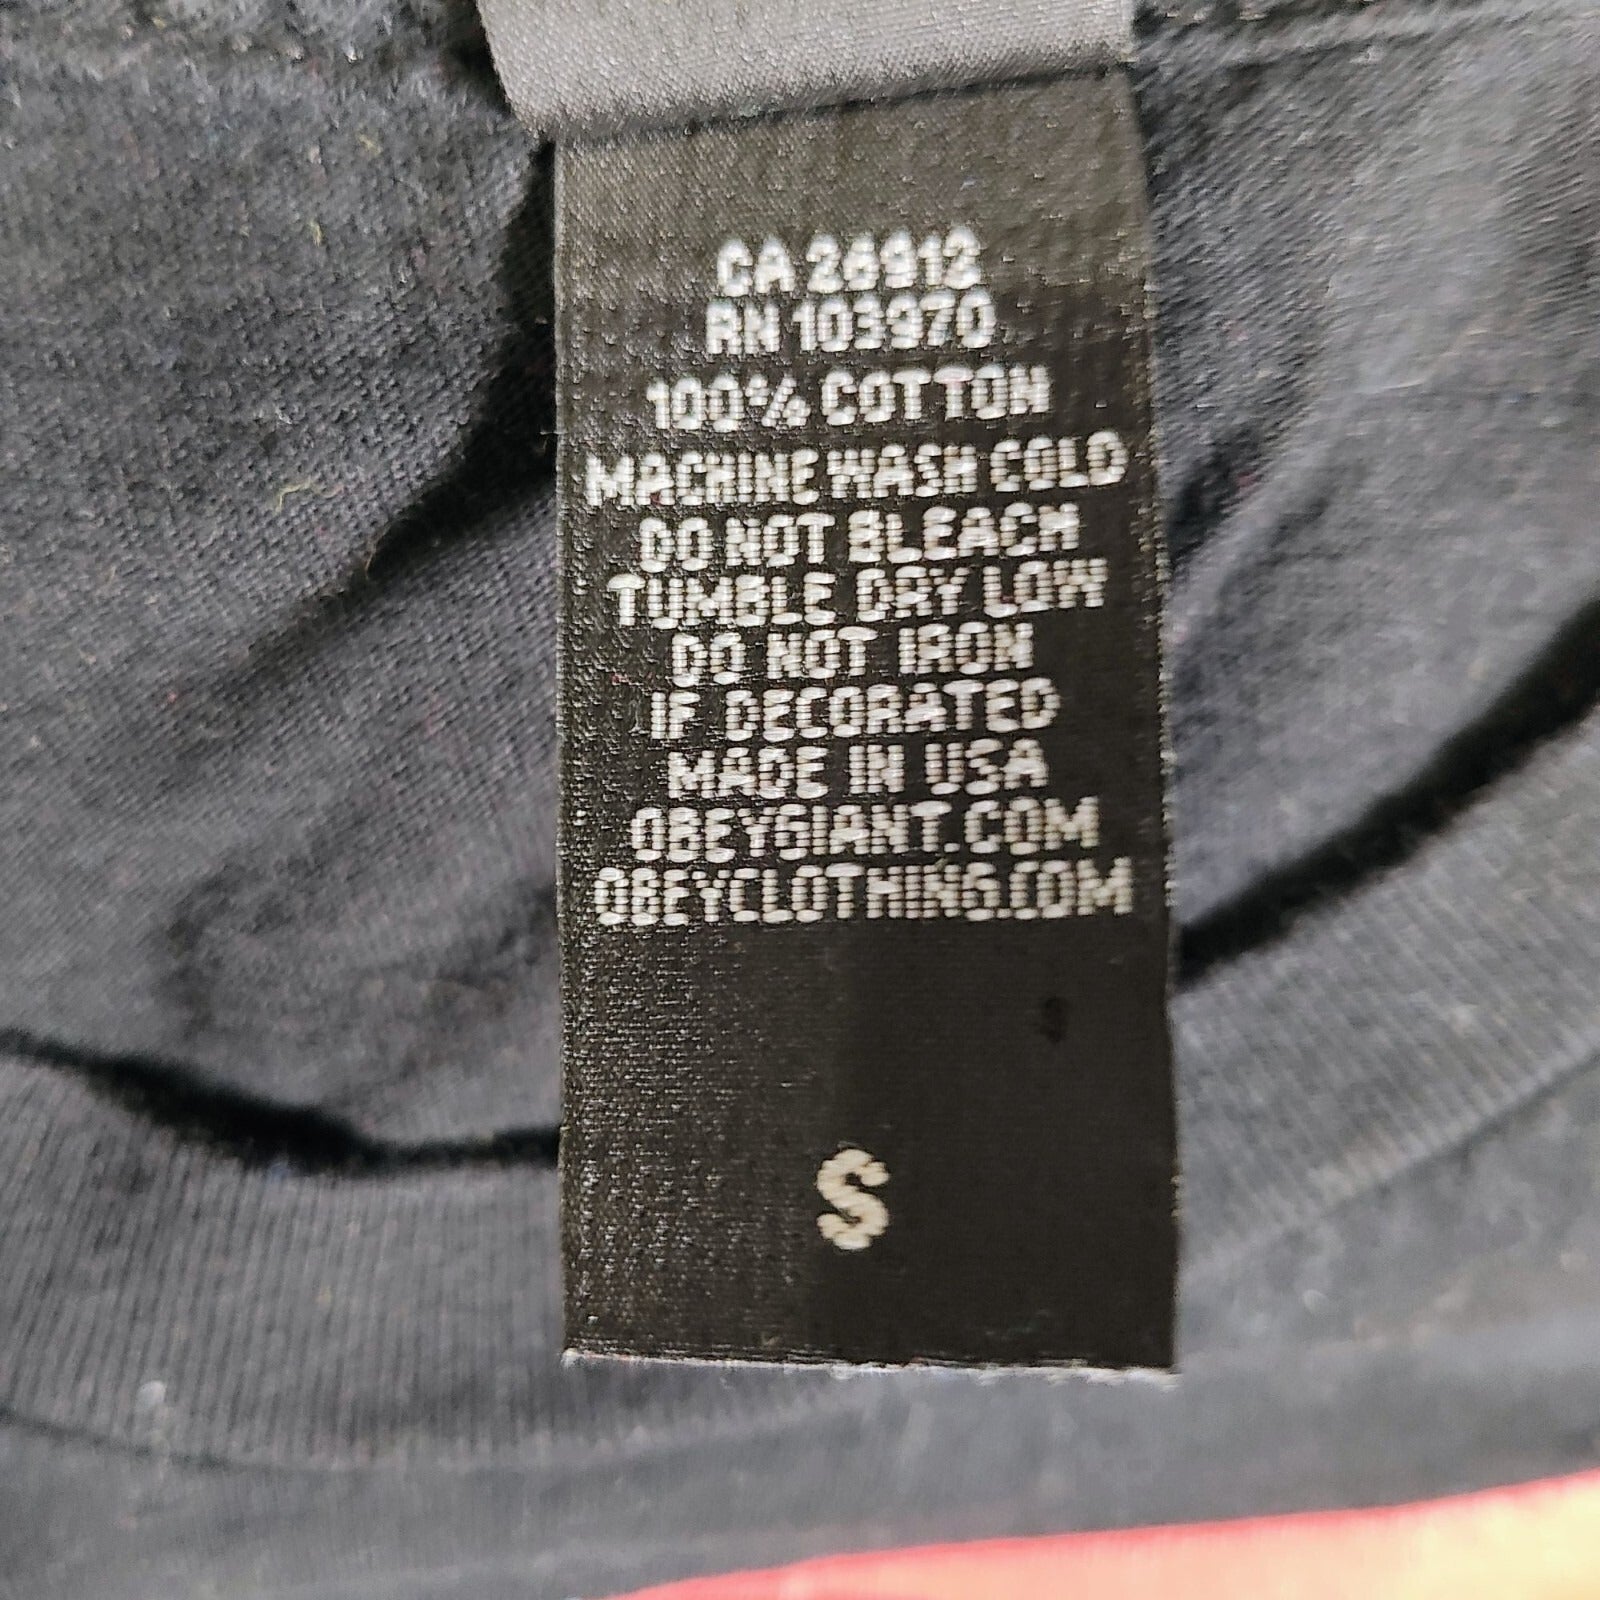 CA 26912
RN 103970
100% COTTON
MACHINE WASH COLD
DO NOT BLEACH
TUMBLE DRY LOW
DO NOT IRON
IF DECORATED
MADE IN USA
OBEYGIANT.COM
OBEYCLOTHING.COM
S